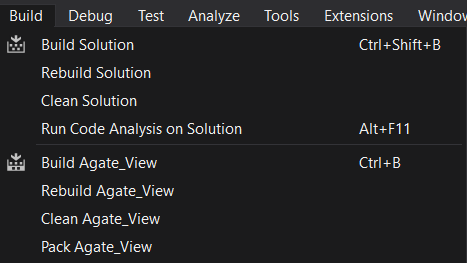 Build Debug Test Analyze Tools Extensions Window
Build Solution Ctrl+Shift+B
Rebuild Solution
Clean Solution
Run Code Analysis on Solution Alt+F11
Build Agate_View Ctrl+B
Rebuild Agate_View
Clean Agate_View
Pack Agate_View